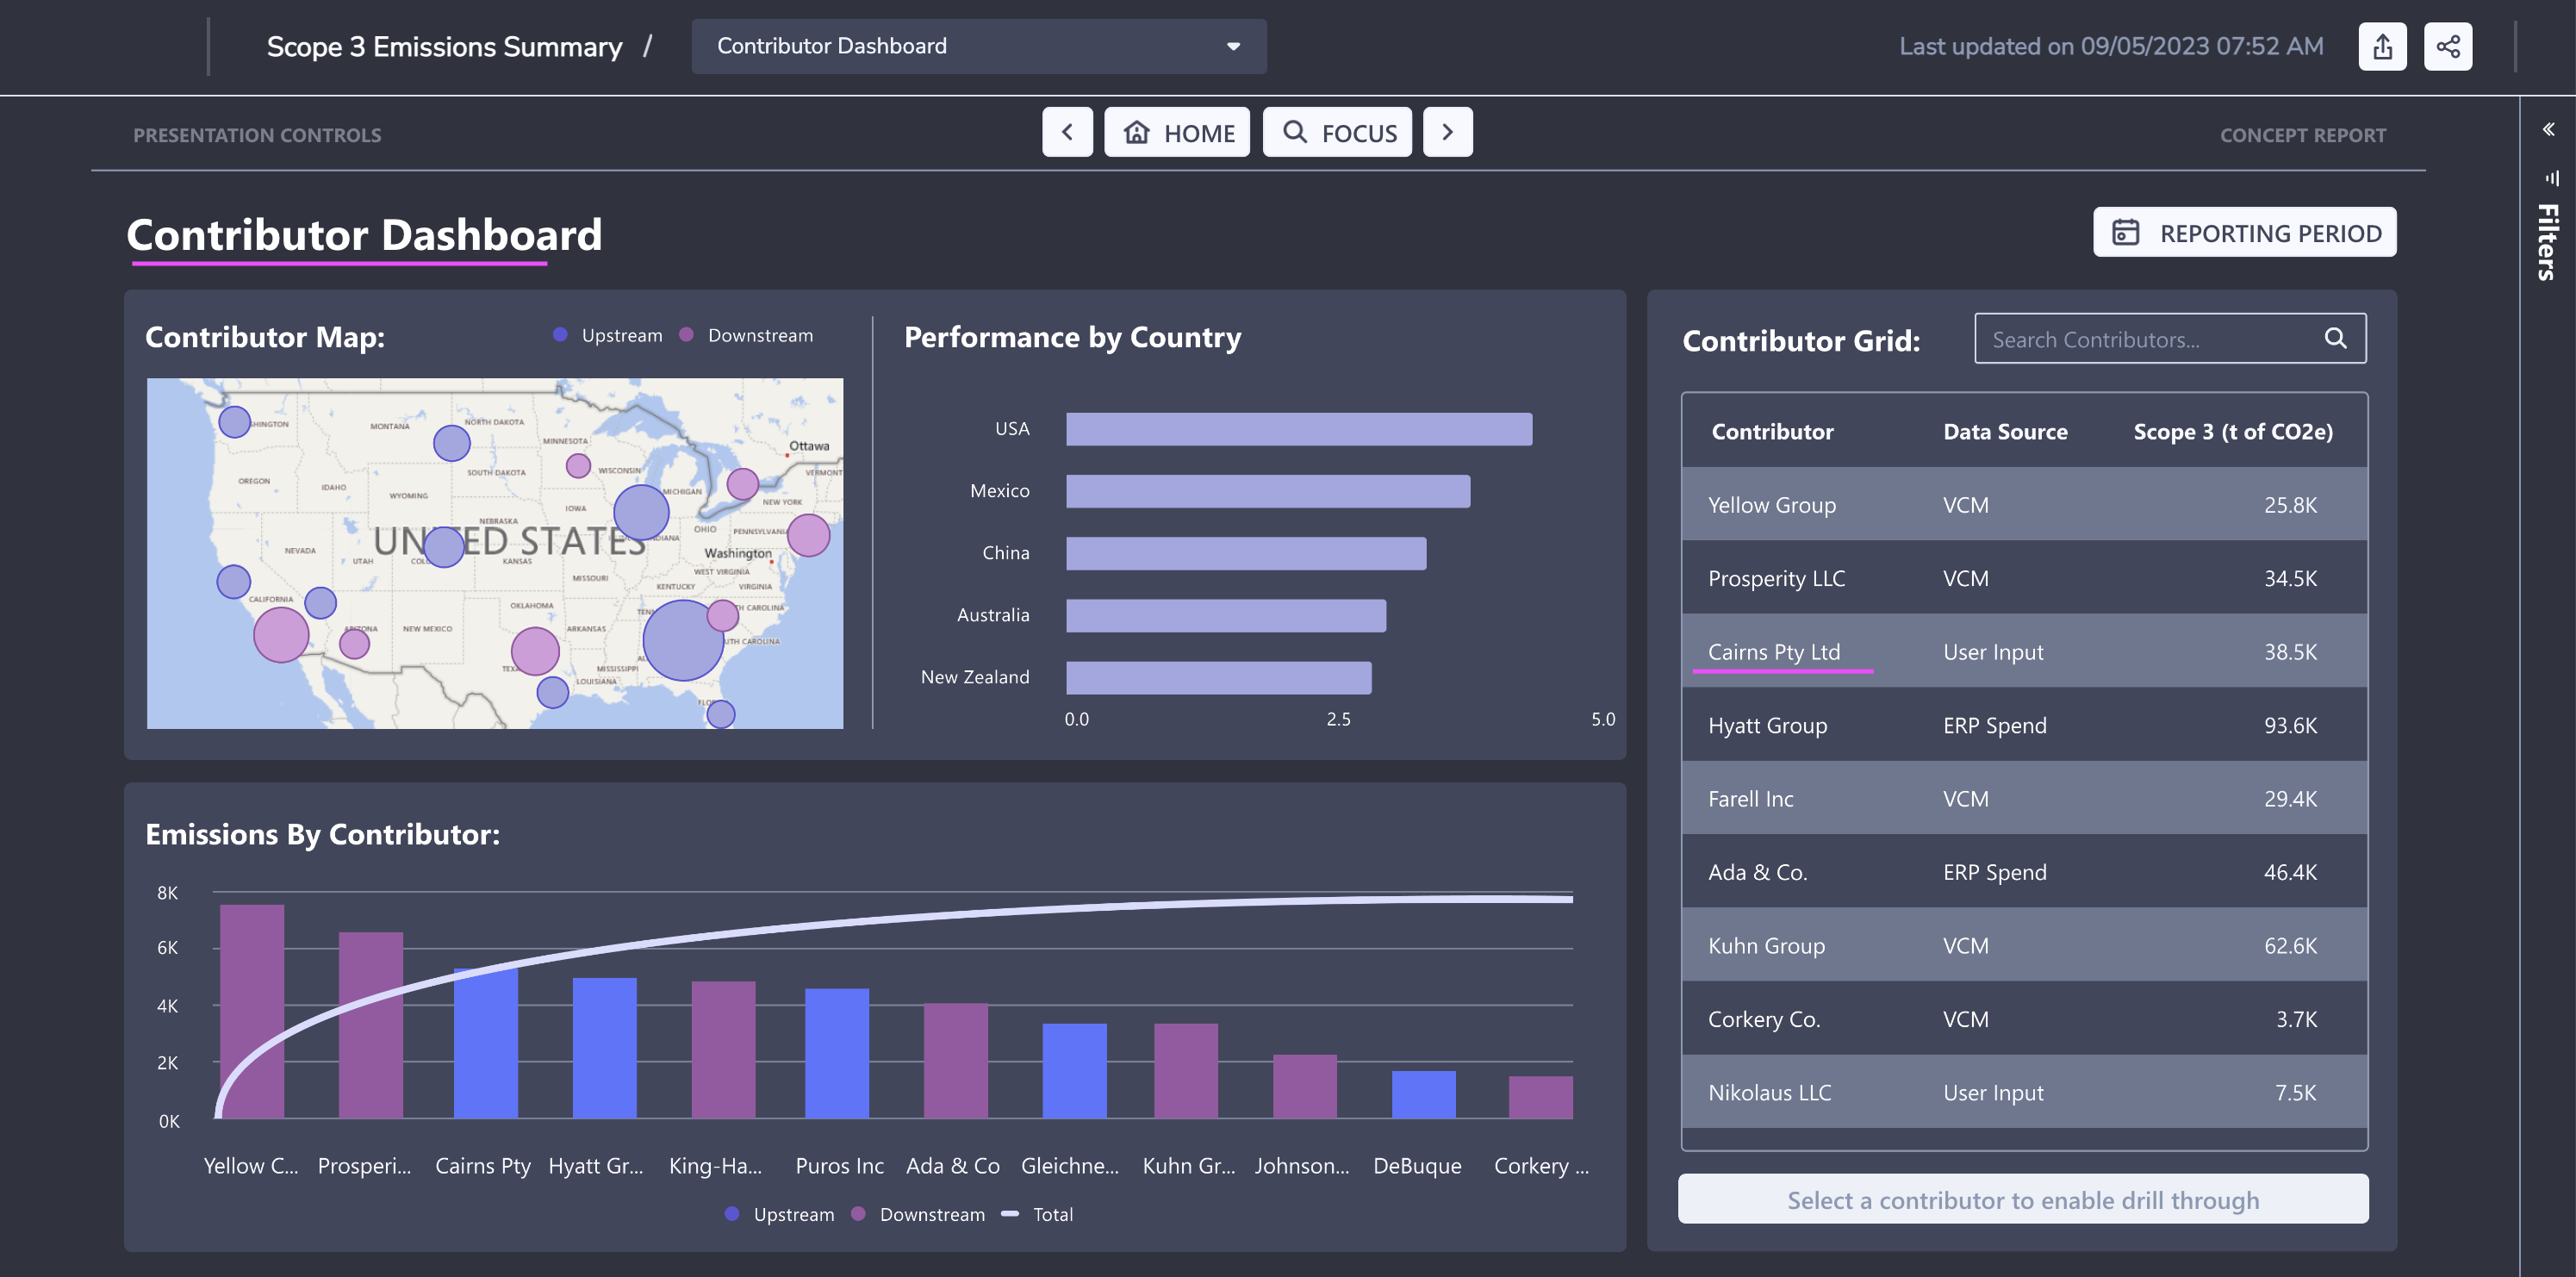 Scope 3 Emissions Summary /
Contributor Dashboard
Last updated on 09/05/2023 07:52 AM
PRESENTATION CONTROLS
HOME
FOCUS
CONCEPT REPORT
Filters
Contributor Dashboard
REPORTING PERIOD
Contributor Map:
Upstream
Downstream
NORTH DAKOTA
MONTANA
MINNESOTA
Ottawa
SOUTH DAKOTA
WISCONSIN
VERMONT
OREGON
IDAHO
WYOMING
MICHIGAN
NEW YORK
IOWA
NEBRASKA
OHIO
PENNSYLVANIA
UNITED STATES
NEVADA
Washington
UTAH
KANSAS
WEST VIRGINIA
MISSOURI
KENTUCKY
VIRGINIA
CALIFORNIA
OKLAHOMA
NEW MEXICO
ARKANSAS
MISSISSIPPI
LOUISIANA
Performance by Country
USA
Mexico
China
Australia
New Zealand
0.0 2.5 5.0
Contributor Grid:
Search Contributors...
Contributor Data Source Scope 3 (t of CO2e)
Yellow Group VCM 25.8K
Prosperity LLC VCM 34.5K
Cairns Pty Ltd User Input 38.5K
Hyatt Group ERP Spend 93.6K
Farell Inc VCM 29.4K
Ada & Co. ERP Spend 46.4K
Kuhn Group VCM 62.6K
Corkery Co. VCM 3.7K
Nikolaus LLC User Input 7.5K
Select a contributor to enable drill through
Emissions By Contributor:
8K
6K
4K
2K
0K
Yellow C... Prosperi... Cairns Pty Hyatt Gr... King-Ha... Puros Inc Ada & Co Gleichne... Kuhn Gr... Johnson... DeBuque Corkery ...
Upstream Downstream Total